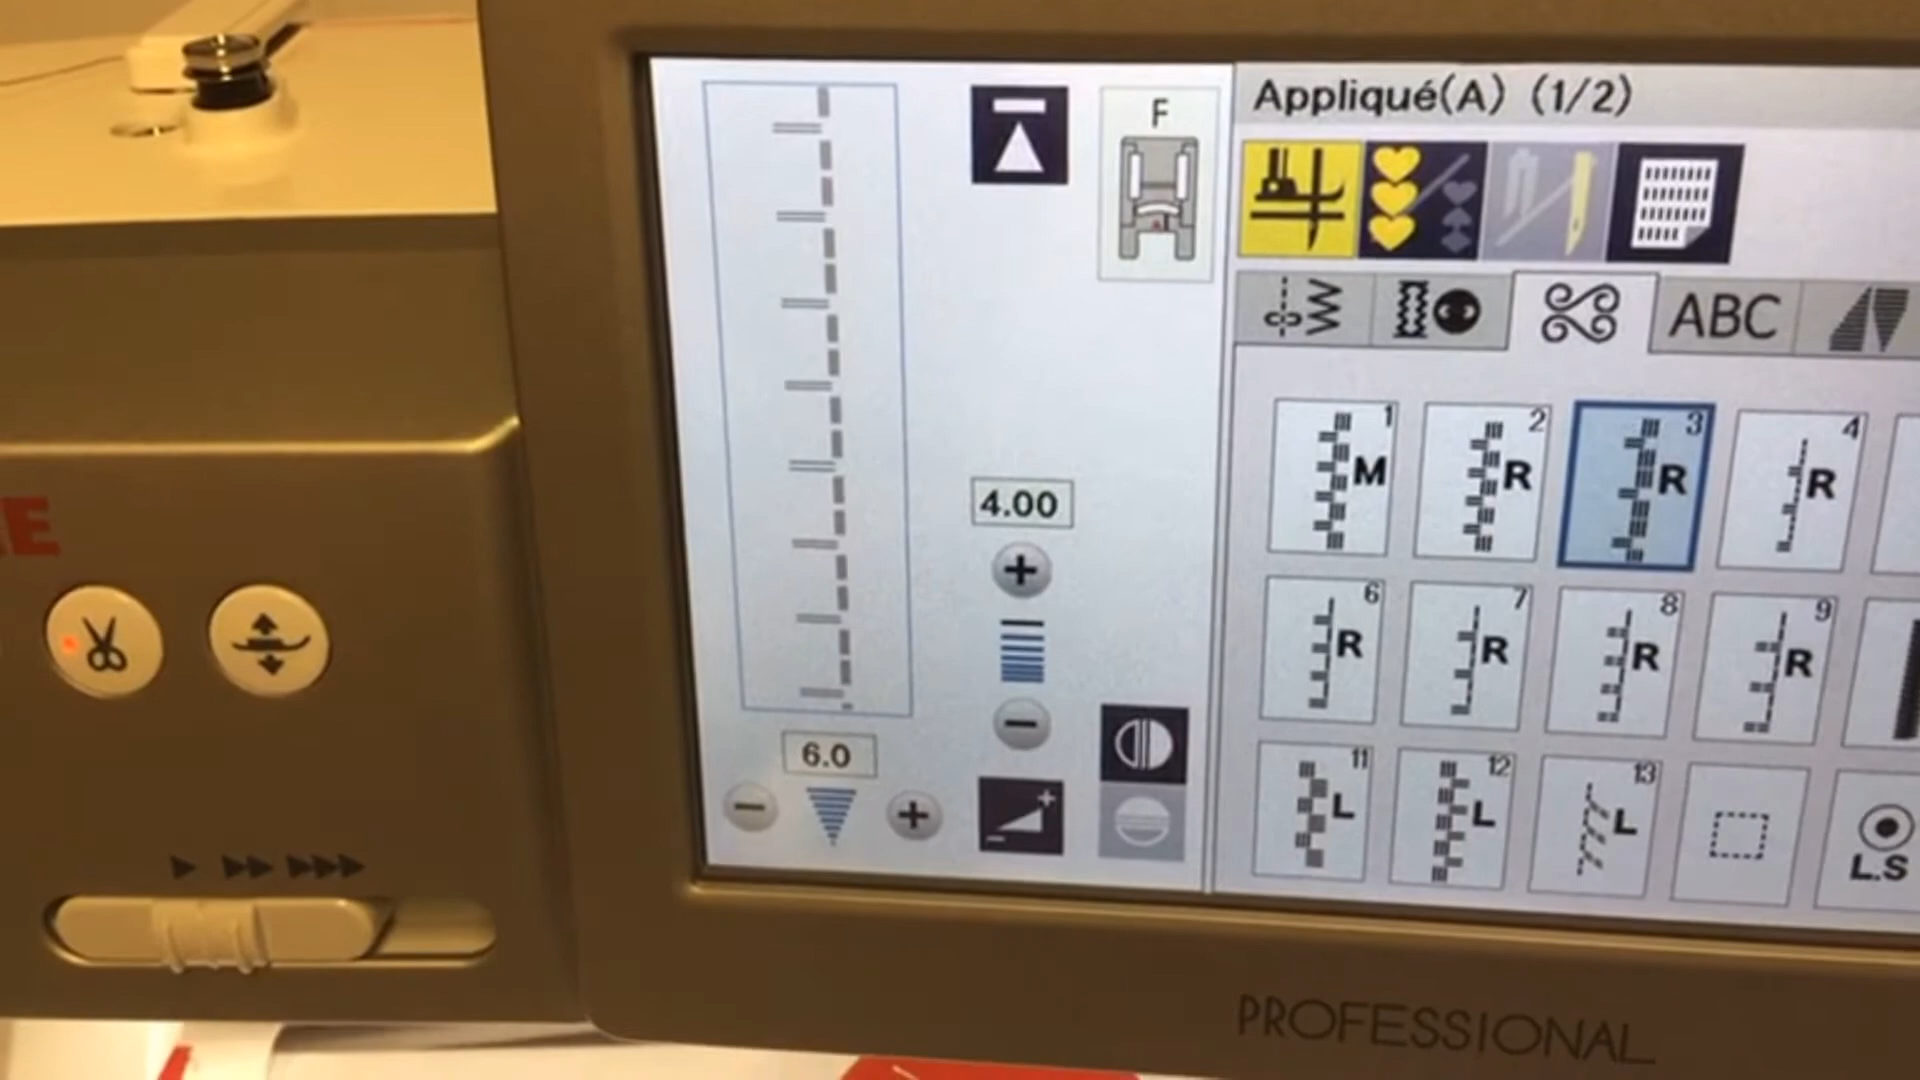 Appliqué(A) (1/2)
F
ABC
1 M
2 R
3 R
4 R
4.00
6 R
7 R
8 R
9 R
6.0
11 L
12 L
13 L
L.S
E
PROFESSIONAL